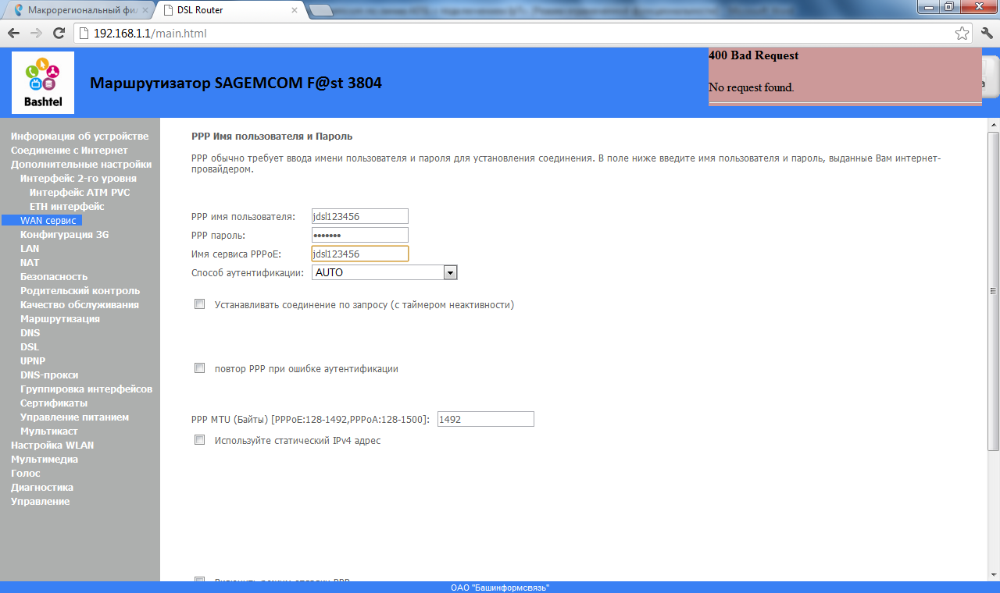 Макрорегиональный фил
DSL Router
192.168.1.1/main.html
Bashtel
Маршрутизатор SAGEMCOM F@st 3804
400 Bad Request
No request found.
а
Информация об устройстве
Соединение с Интернет
Дополнительные настройки
Интерфейс 2-го уровня
Интерфейс ATM PVC
ETH интерфейс
WAN сервис
Конфигурация 3G
LAN
NAT
Безопасность
Родительский контроль
Качество обслуживания
Маршрутизация
DNS
DSL
UPNP
DNS-прокси
Группировка интерфейсов
Сертификаты
Управление питанием
Мультикаст
Настройка WLAN
Мультимедиа
Голос
Диагностика
Управление
PPP Имя пользователя и Пароль
PPP обычно требует ввода имени пользователя и пароля для установления соединения. В поле ниже введите имя пользователя и пароль, выданные Вам интернет-
провайдером.
PPP имя пользователя: jdsl123456
PPP пароль: •••••••
Имя сервиса PPPoE: jdsl123456
Способ аутентификации: AUTO
Устанавливать соединение по запросу (с таймером неактивности)
повтор PPP при ошибке аутентификации
PPP MTU (Байты) [PPPoE:128-1492,PPPoA:128-1500]: 1492
Используйте статический IPv4 адрес
Включить режим отладки PPP
ОАО "Башинформсвязь"